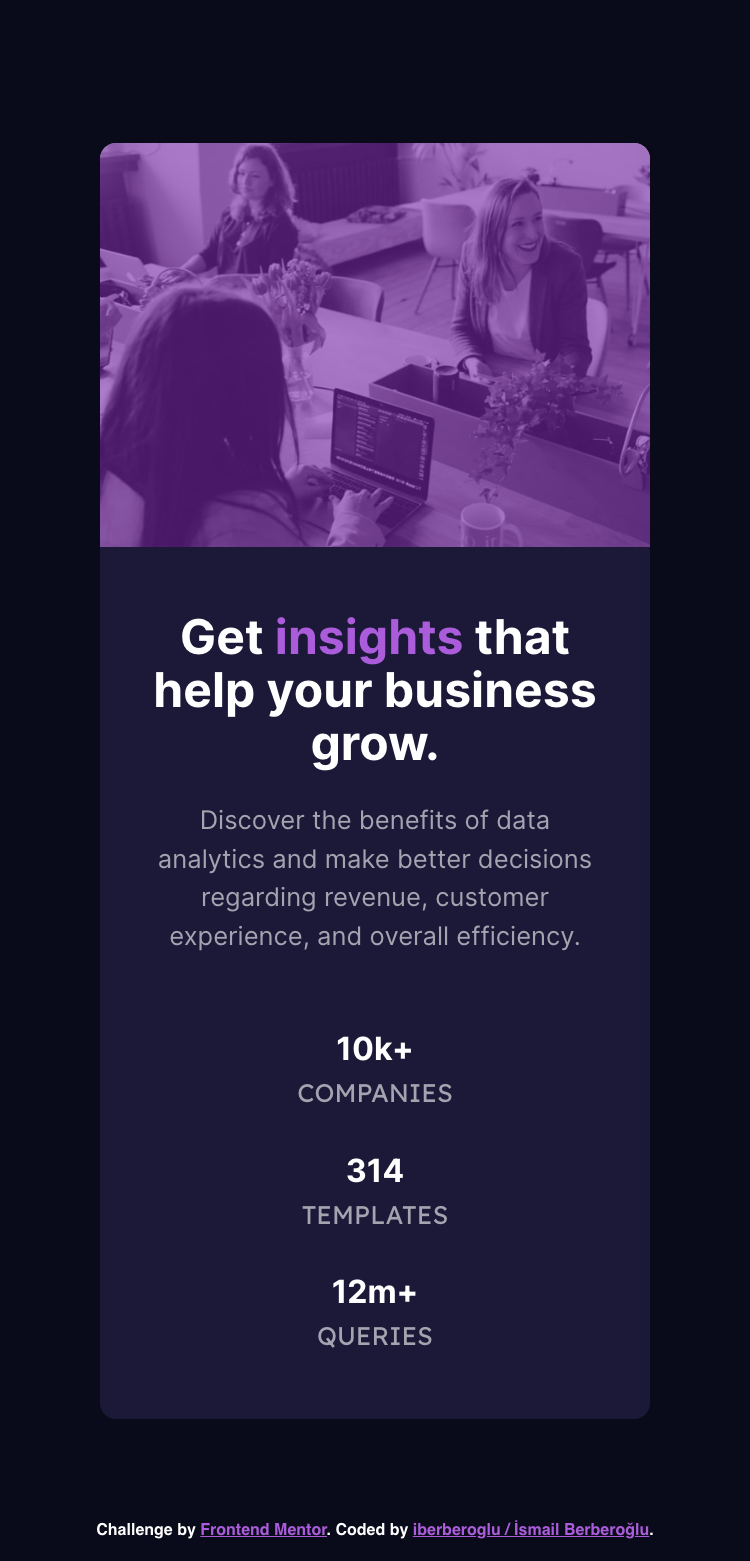 Get insights that
help your business
grow.
Discover the benefits of data
analytics and make better decisions
regarding revenue, customer
experience, and overall efficiency.
10k+
COMPANIES
314
TEMPLATES
12m+
QUERIES
Challenge by Frontend Mentor. Coded by iberberoglu / İsmail Berberoğlu.